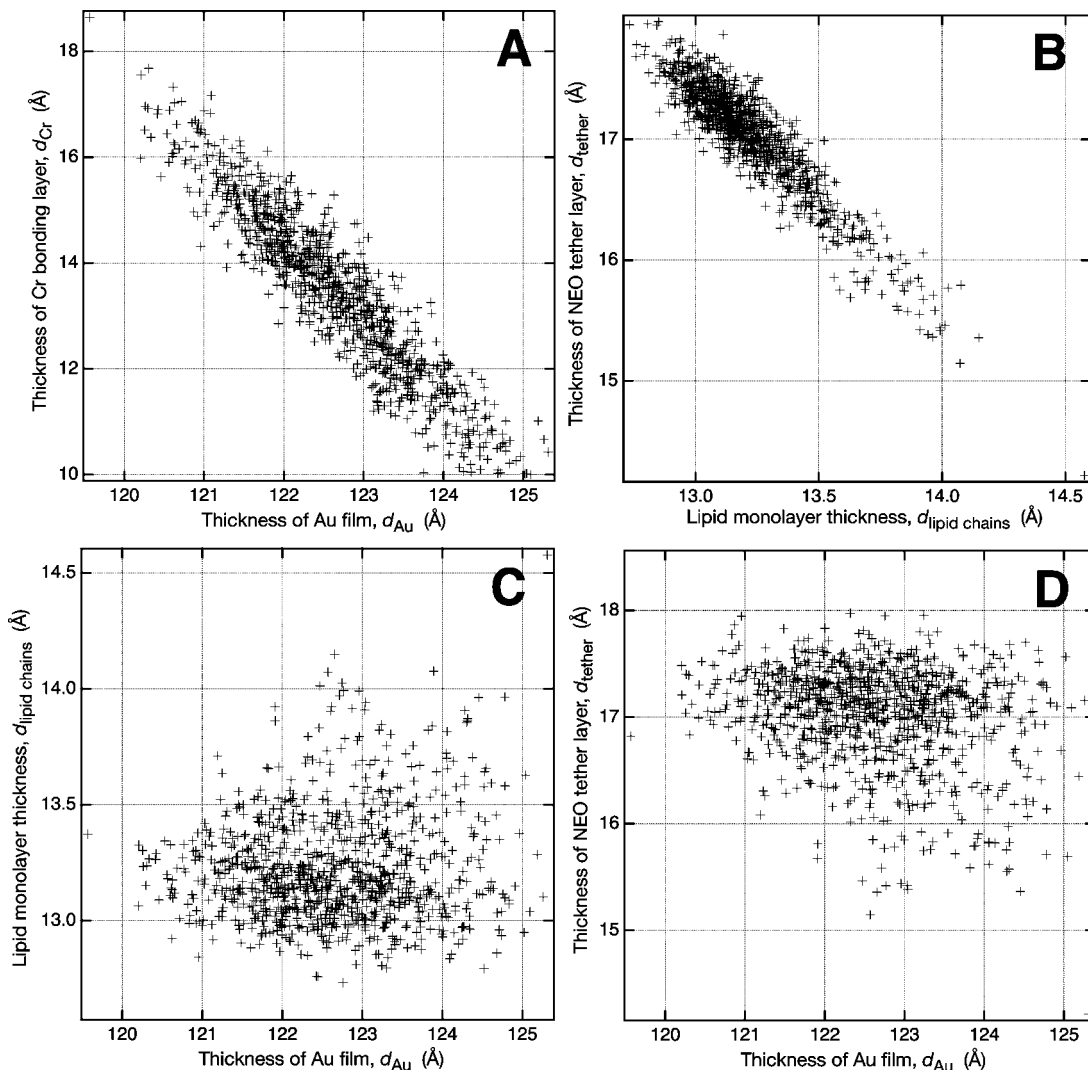 A
Thickness of Cr bonding layer, dCr (Å)
18
16
14
12
10
120 121 122 123 124 125
Thickness of Au film, dAu (Å)
B
Thickness of NEO tether layer, dtether (Å)
17
16
15
13.0 13.5 14.0 14.5
Lipid monolayer thickness, dlipid chains (Å)
C
Lipid monolayer thickness, dlipid chains (Å)
14.5
14.0
13.5
13.0
120 121 122 123 124 125
Thickness of Au film, dAu (Å)
D
Thickness of NEO tether layer, dtether (Å)
18
17
16
15
120 121 122 123 124 125
Thickness of Au film, dAu (Å)